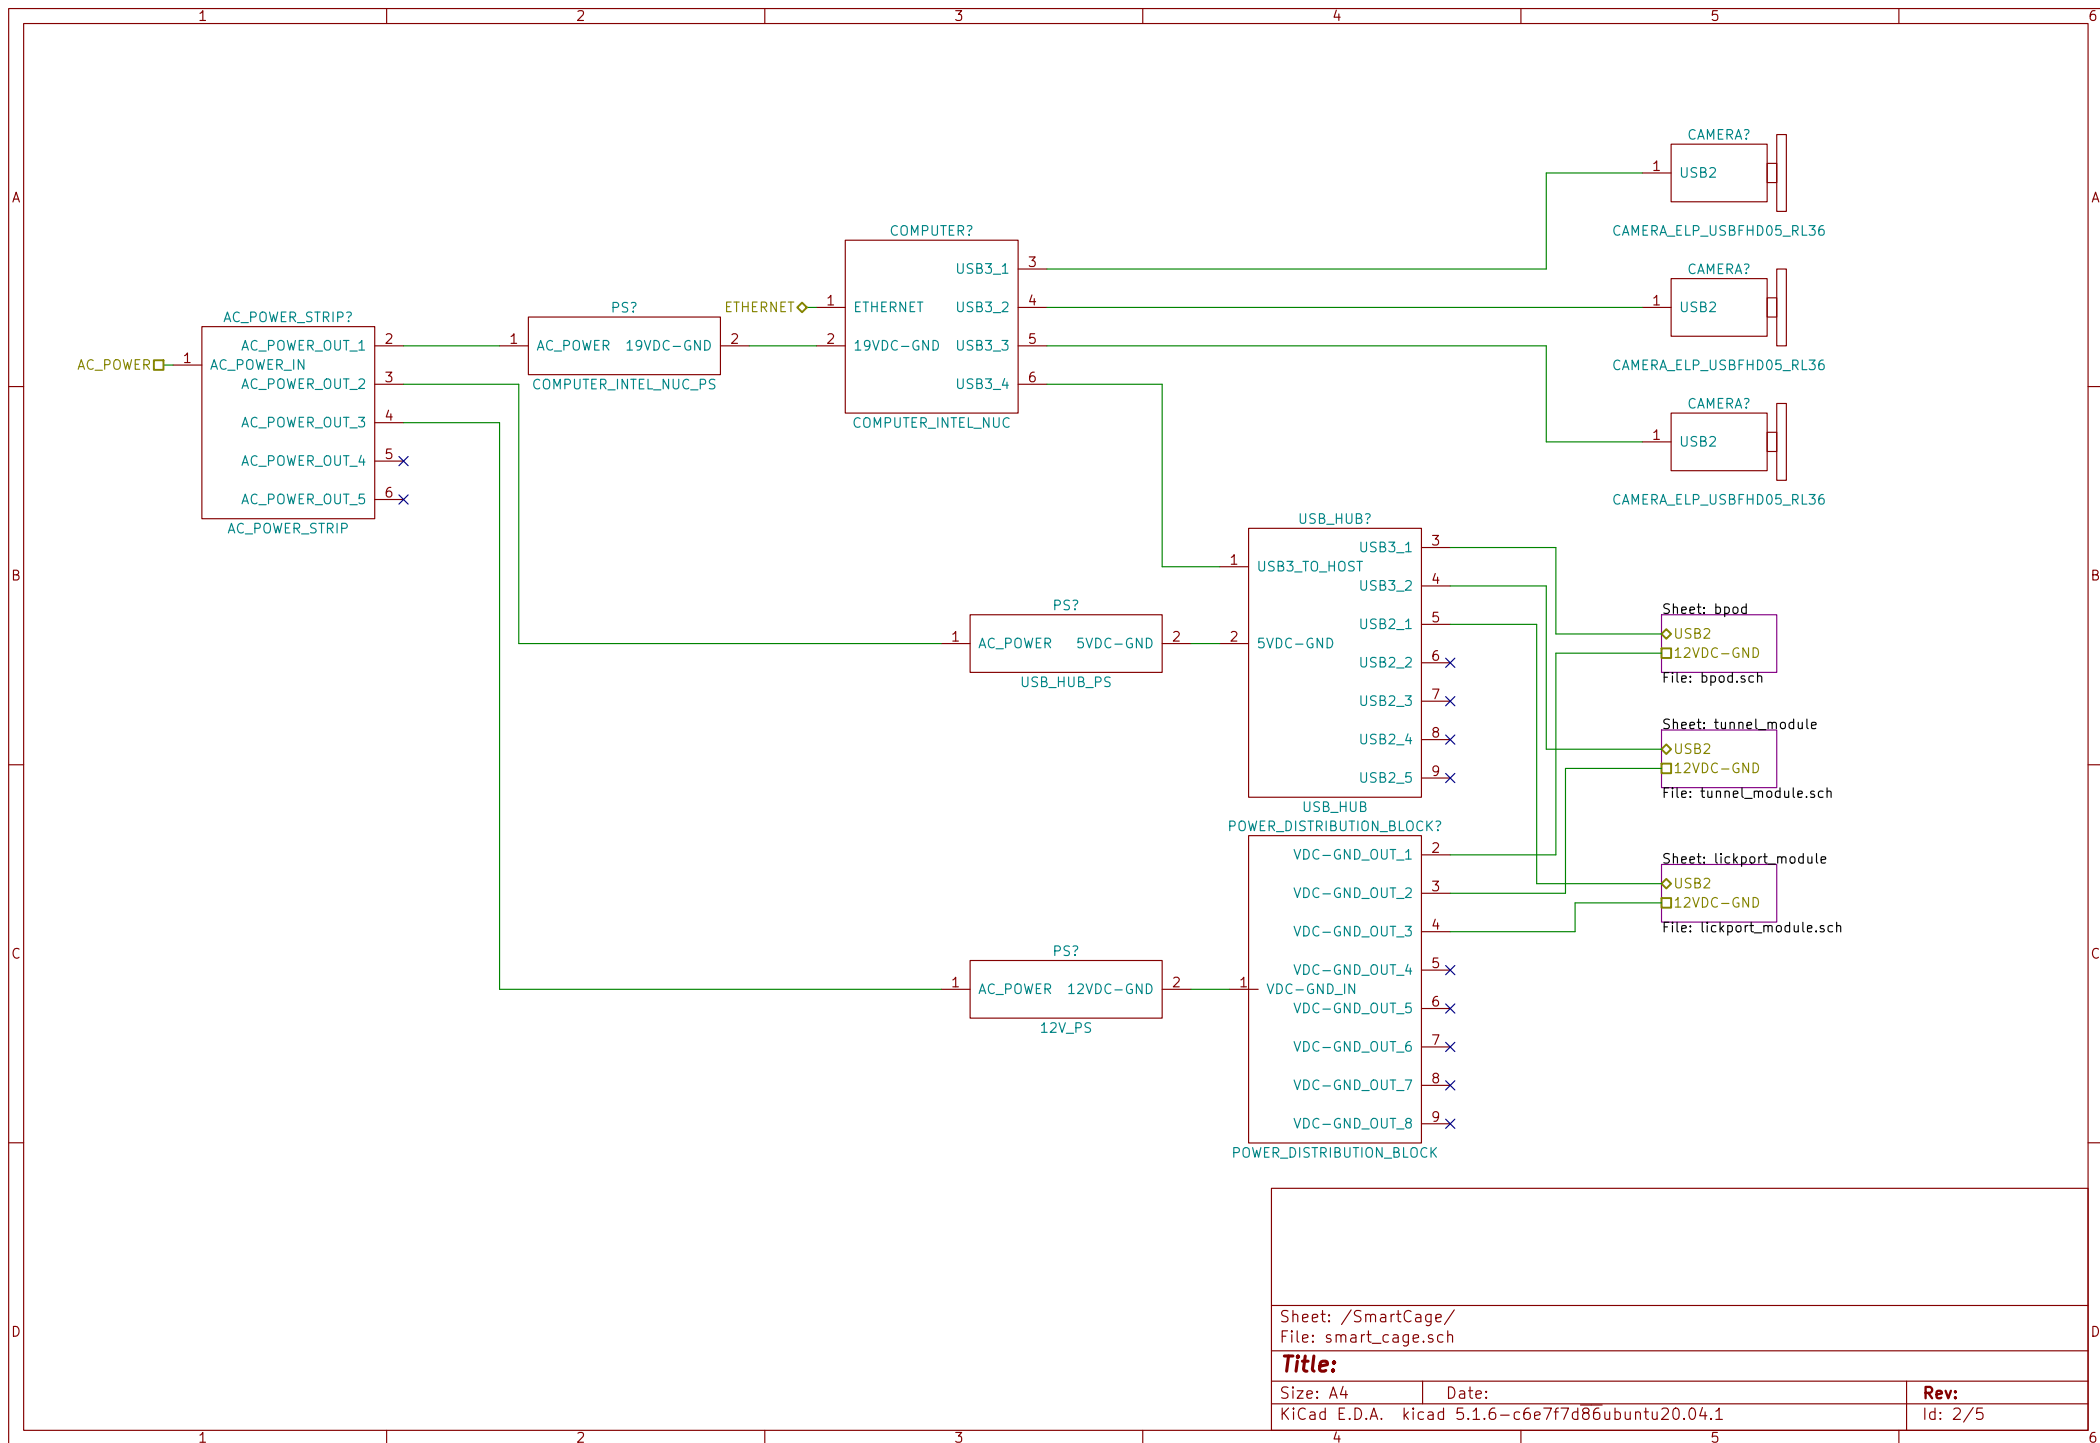 1 2 3 4 5 6
A A
B B
C C
D D
AC_POWER
AC_POWER_STRIP?
1 AC_POWER_IN
AC_POWER_OUT_1 2
AC_POWER_OUT_2 3
AC_POWER_OUT_3 4
AC_POWER_OUT_4 5
AC_POWER_OUT_5 6
AC_POWER_STRIP
PS?
1 AC_POWER 19VDC-GND 2
COMPUTER_INTEL_NUC_PS
ETHERNET
COMPUTER?
USB3_1 3
1 ETHERNET USB3_2 4
2 19VDC-GND USB3_3 5
USB3_4 6
COMPUTER_INTEL_NUC
CAMERA?
1 USB2
CAMERA_ELP_USBFHD05_RL36
CAMERA?
1 USB2
CAMERA_ELP_USBFHD05_RL36
CAMERA?
1 USB2
CAMERA_ELP_USBFHD05_RL36
PS?
1 AC_POWER 5VDC-GND 2
USB_HUB_PS
USB_HUB?
USB3_1 3
1 USB3_TO_HOST
USB3_2 4
USB2_1 5
2 5VDC-GND
USB2_2 6
USB2_3 7
USB2_4 8
USB2_5 9
USB_HUB
Sheet: bpod
USB2
12VDC-GND
File: bpod.sch
Sheet: tunnel_module
USB2
12VDC-GND
File: tunnel_module.sch
Sheet: lickport_module
USB2
12VDC-GND
File: lickport_module.sch
PS?
1 AC_POWER 12VDC-GND 2
12V_PS
POWER_DISTRIBUTION_BLOCK?
VDC-GND_OUT_1 2
VDC-GND_OUT_2 3
VDC-GND_OUT_3 4
VDC-GND_OUT_4 5
1 VDC-GND_IN
VDC-GND_OUT_5 6
VDC-GND_OUT_6 7
VDC-GND_OUT_7 8
VDC-GND_OUT_8 9
POWER_DISTRIBUTION_BLOCK
Sheet: /SmartCage/
File: smart_cage.sch
Title:
Size: A4 Date: Rev:
KiCad E.D.A. kicad 5.1.6-c6e7f7d86ubuntu20.04.1 Id: 2/5
1 2 3 4 5 6